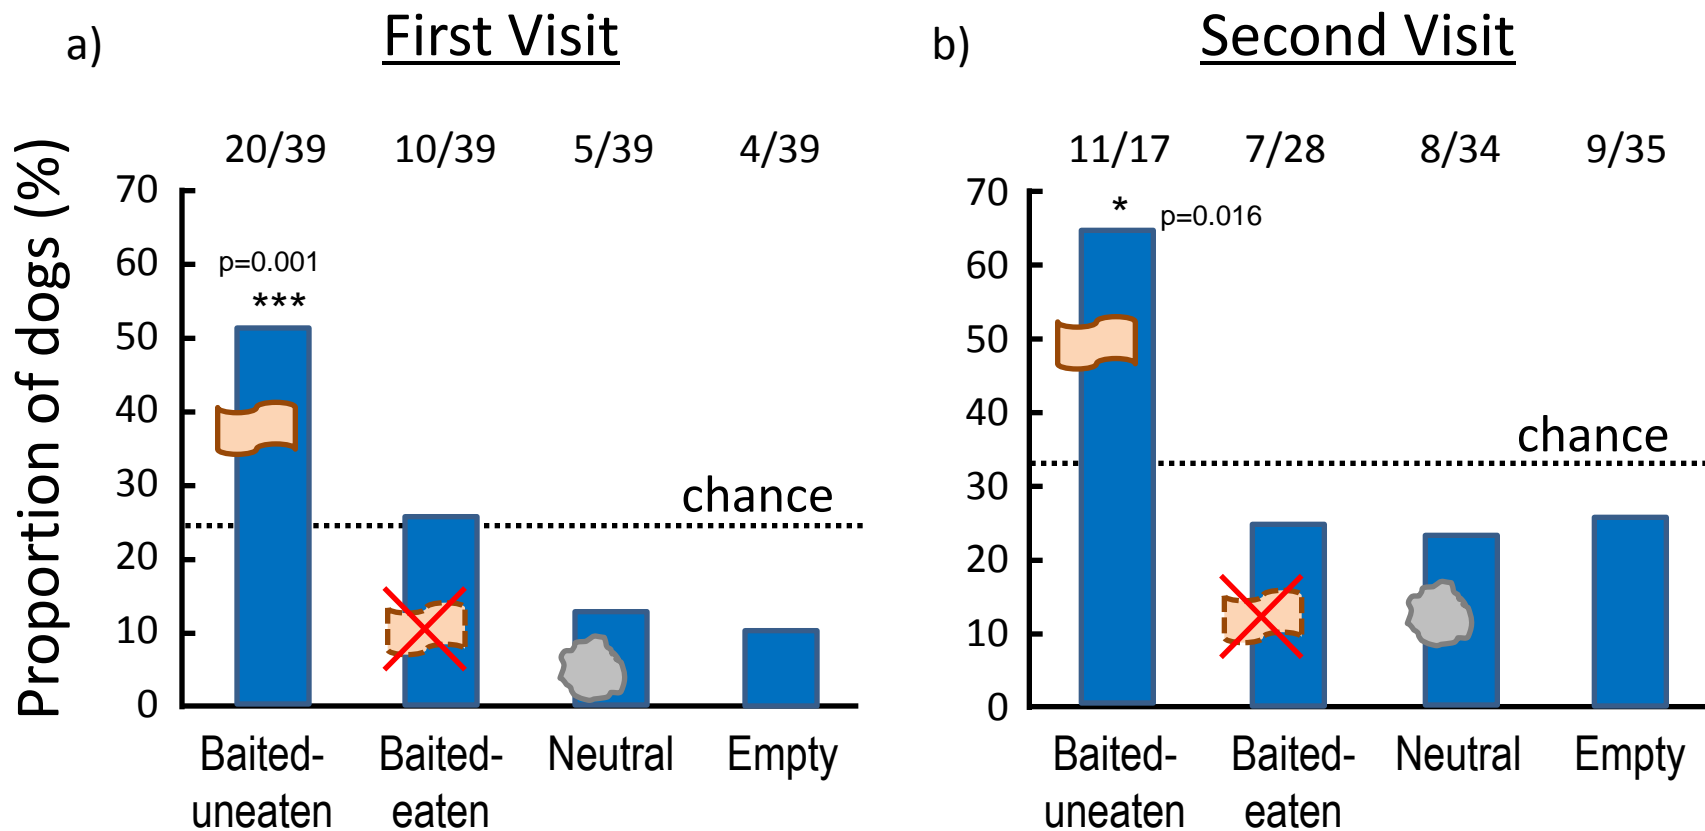 a)
First Visit
20/39
10/39
5/39
4/39
Proportion of dogs (%)
70
60
50
40
30
20
10
0
p=0.001
***
chance
Baited-
uneaten
Baited-
eaten
Neutral
Empty
b)
Second Visit
11/17
7/28
8/34
9/35
70
60
50
40
30
20
10
0
*
p=0.016
chance
Baited-
uneaten
Baited-
eaten
Neutral
Empty